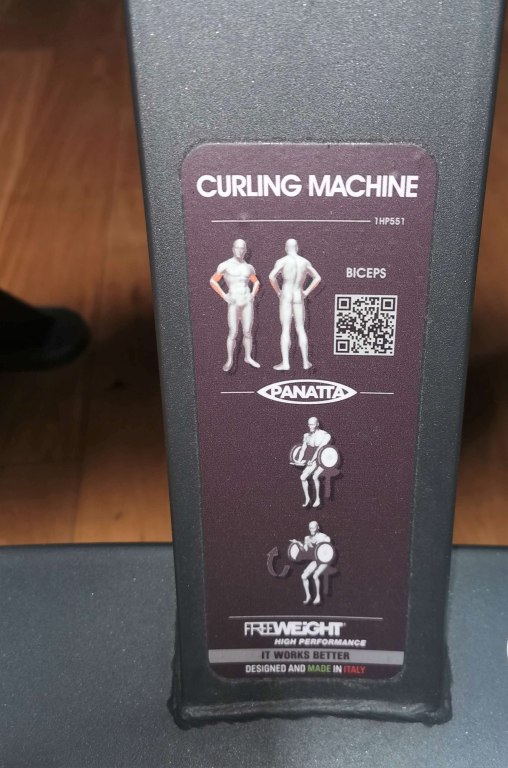 CURLING MACHINE
1HP551
BICEPS
PANATTA
FREEWEIGHT
HIGH PERFORMANCE
IT WORKS BETTER
DESIGNED AND MADE IN ITALY